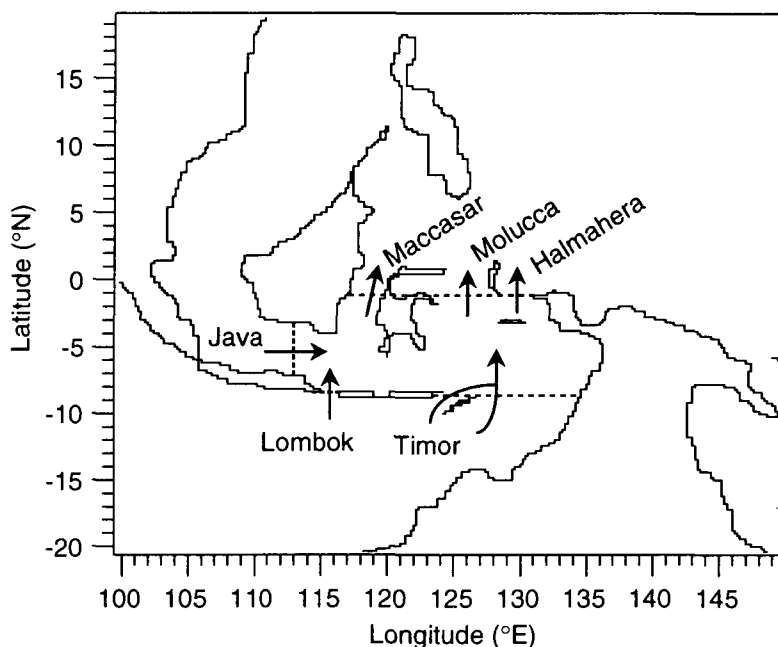 Latitude (°N)
15
10
5
0
-5
-10
-15
-20
Maccasar
Molucca
Halmahera
Java
Lombok
Timor
100 105 110 115 120 125 130 135 140 145
Longitude (°E)